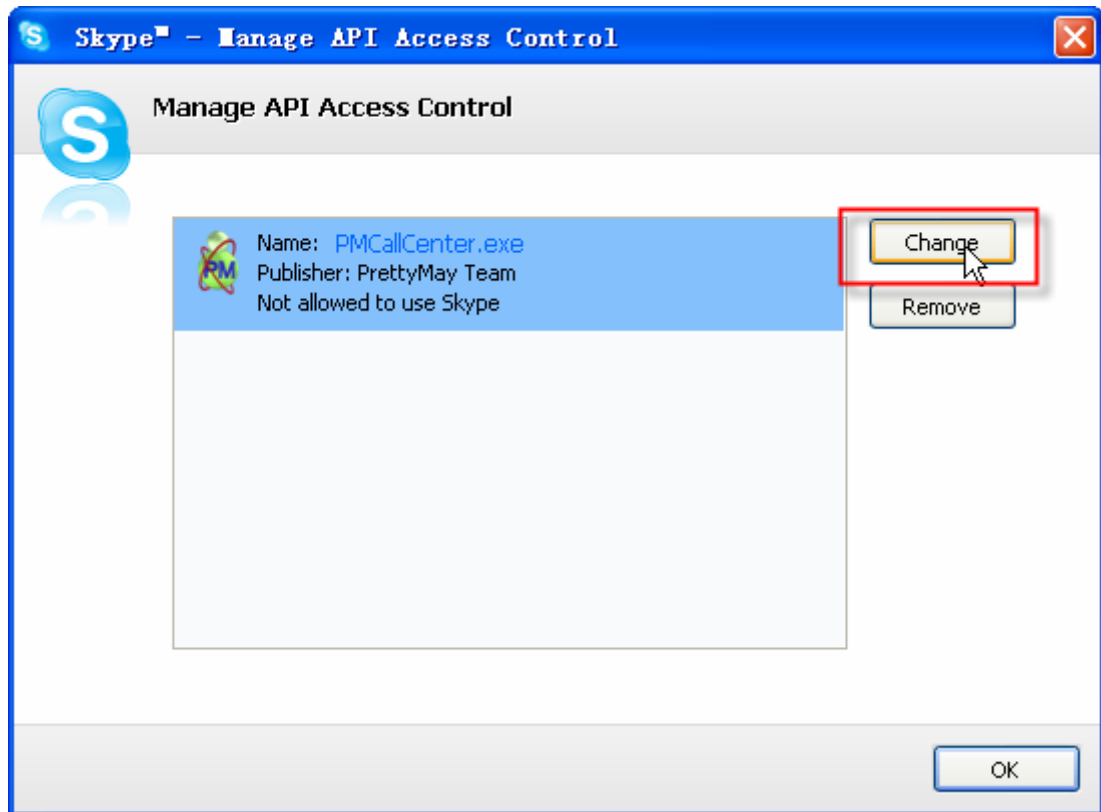 Skype™ - Manage API Access Control
Manage API Access Control
Name: PMCallCenter.exe
Publisher: PrettyMay Team
Not allowed to use Skype
Change
Remove
OK